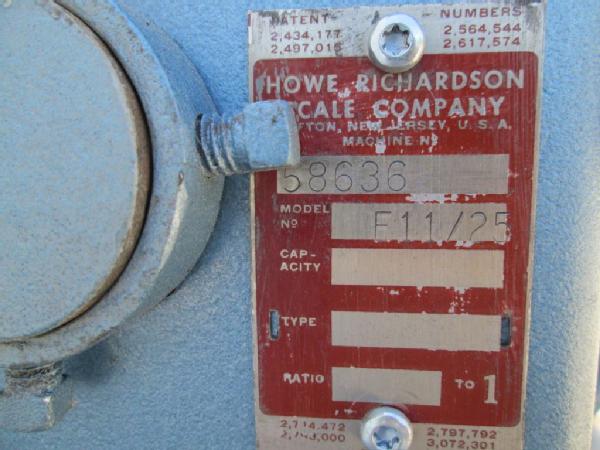 PATENT NUMBERS
2,434,177 2,564,544
2,497,015 2,617,574
HOWE RICHARDSON
SCALE COMPANY
NEW JERSEY, U. S. A.
MACHINE Nº
58636
MODEL
Nº E11/25
CAP-
ACITY
TYPE
RATIO TO 1
2,714,472 2,797,792
3,072,301